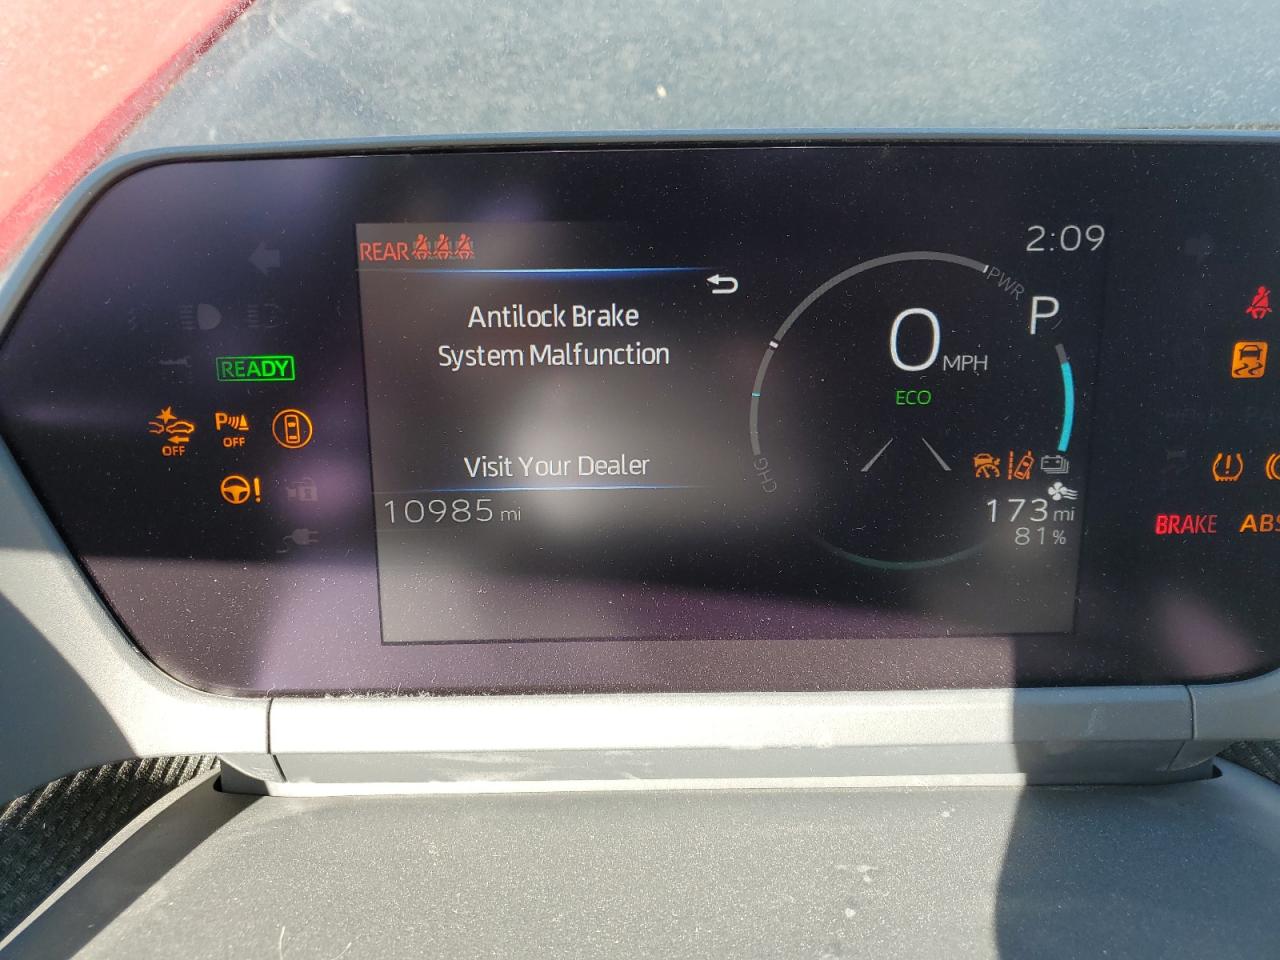 REAR
2:09
PWR
Antilock Brake
System Malfunction
0 MPH
P
READY
ECO
OFF
P
OFF
Visit Your Dealer
CHG
10985 mi
173 mi
81%
BRAKE
ABS